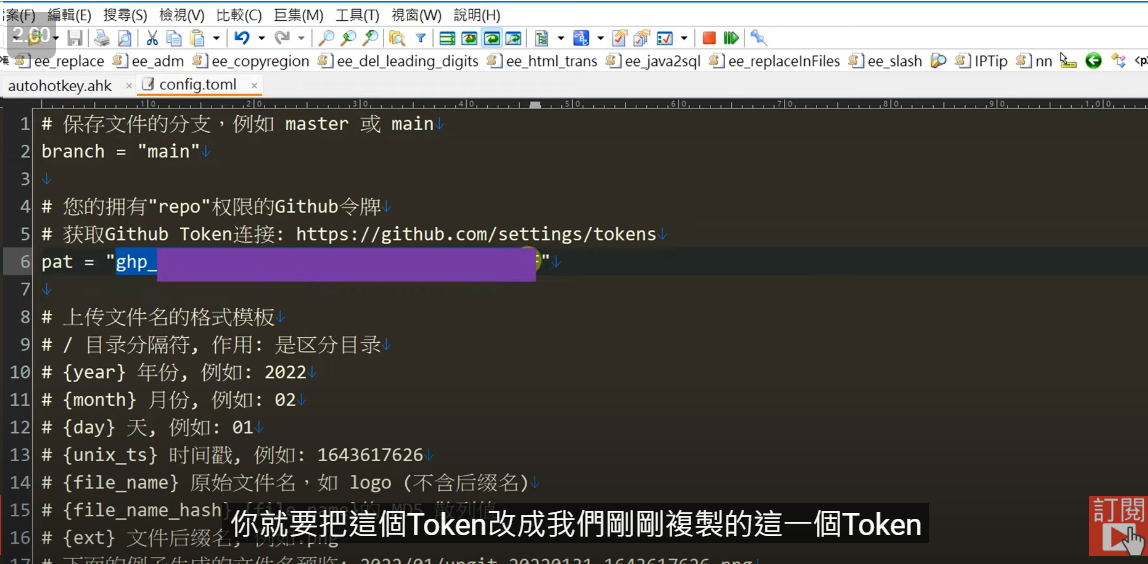 檔案(F) 編輯(E) 搜尋(S) 檢視(V) 比較(C) 巨集(M) 工具(T) 視窗(W) 說明(H)
2.00
ee_replace ee_adm ee_copyregion ee_del_leading_digits ee_html_trans ee_java2sql ee_replaceInFiles ee_slash IPTip nn
autohotkey.ahk × config.toml ×
1 # 保存文件的分支，例如 master 或 main↓
2 branch = "main"↓
3 ↓
4 # 您的拥有"repo"权限的Github令牌↓
5 # 获取Github Token连接: https://github.com/settings/tokens↓
6 pat = "ghp_ "↓
7 ↓
8 # 上传文件名的格式模板↓
9 # / 目录分隔符, 作用: 是区分目录↓
10 # {year} 年份, 例如: 2022↓
11 # {month} 月份, 例如: 02↓
12 # {day} 天, 例如: 01↓
13 # {unix_ts} 时间戳, 例如: 1643617626↓
14 # {file_name} 原始文件名，如 logo (不含后缀名)↓
15 # {file_name_hash}
16 # {ext} 文件后缀名,
你就要把這個Token改成我們剛剛複製的這一個Token
訂閱
17 # 下面的例子生成的文件名预览: 2022/01/upgit_20220131_1643617626.png↓